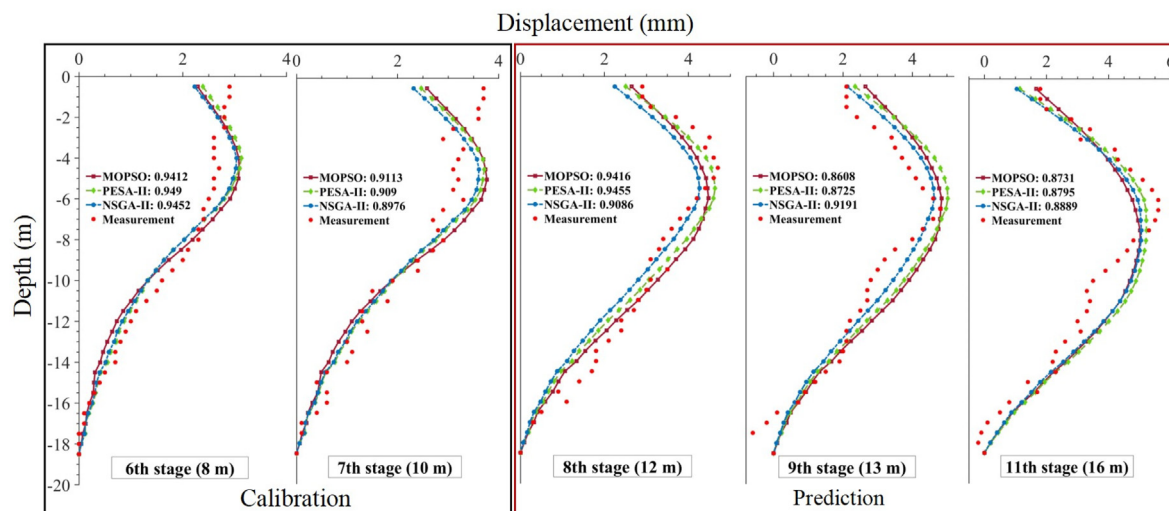 Displacement (mm)
0 2 4
0 2 4
0 2 4 6
0 2 4
0 2 4 6
Depth (m)
0
-2
-4
-6
-8
-10
-12
-14
-16
-18
-20
MOPSO: 0.9412
PESA-II: 0.949
NSGA-II: 0.9452
Measurement
6th stage (8 m)
MOPSO: 0.9113
PESA-II: 0.909
NSGA-II: 0.8976
Measurement
7th stage (10 m)
Calibration
MOPSO: 0.9416
PESA-II: 0.9455
NSGA-II: 0.9086
Measurement
8th stage (12 m)
MOPSO: 0.8608
PESA-II: 0.8725
NSGA-II: 0.9191
Measurement
9th stage (13 m)
MOPSO: 0.8731
PESA-II: 0.8795
NSGA-II: 0.8889
Measurement
11th stage (16 m)
Prediction